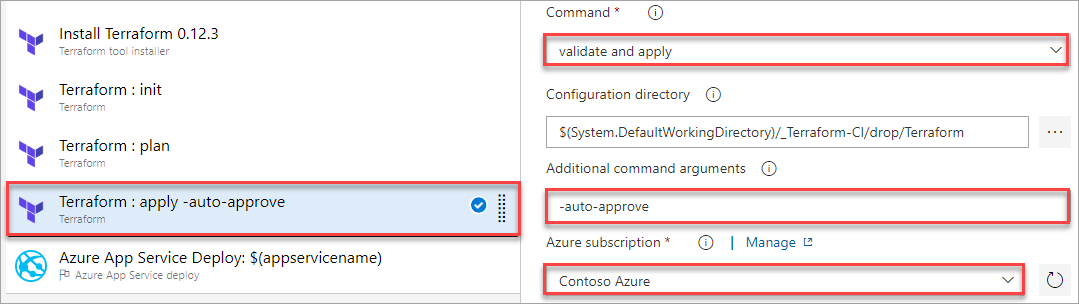 Install Terraform 0.12.3
Terraform tool installer
Terraform : init
Terraform
Terraform : plan
Terraform
Terraform : apply -auto-approve
Terraform
Azure App Service Deploy: $(appservicename)
Azure App Service deploy
Command *
validate and apply
Configuration directory
$(System.DefaultWorkingDirectory)/_Terraform-CI/drop/Terraform
Additional command arguments
-auto-approve
Azure subscription * | Manage
Contoso Azure